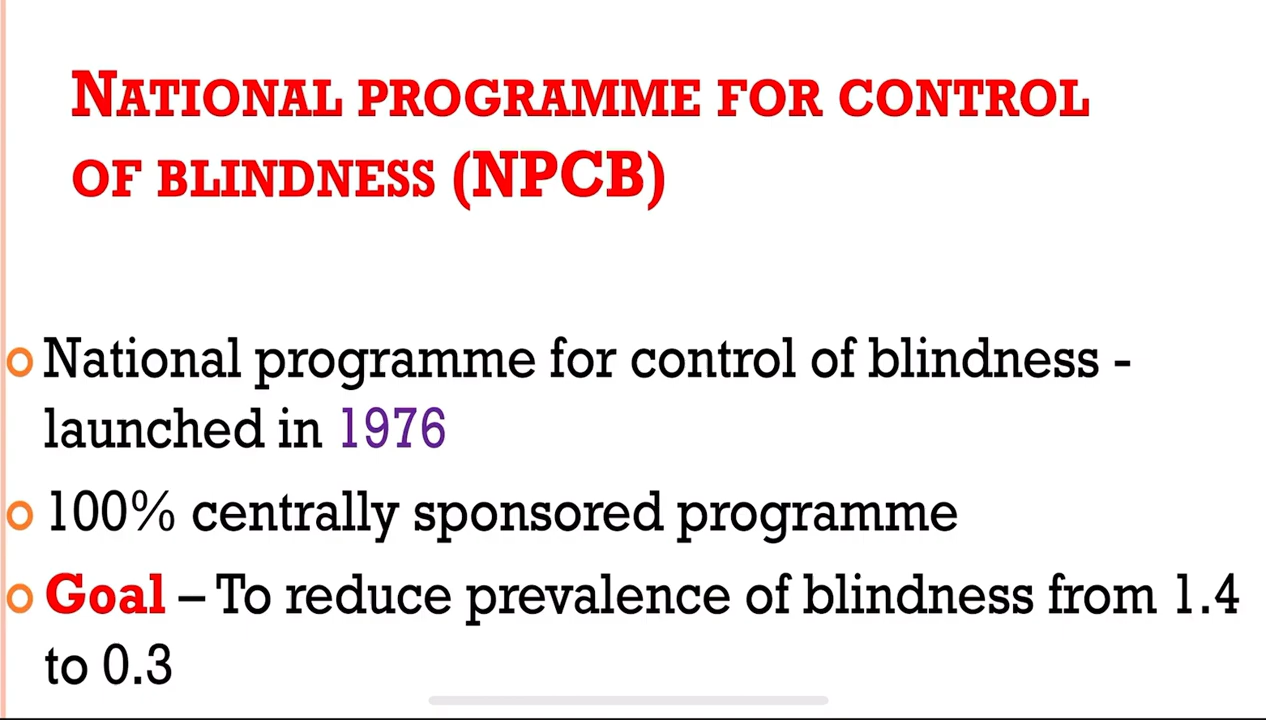 NATIONAL PROGRAMME FOR CONTROL
OF BLINDNESS (NPCB)
National programme for control of blindness -
launched in 1976
100% centrally sponsored programme
Goal – To reduce prevalence of blindness from 1.4
to 0.3